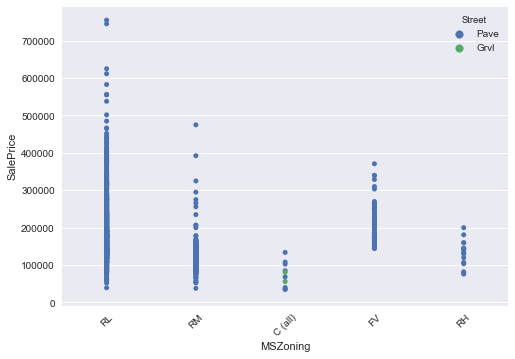 Street
Pave
Grvl
700000
600000
500000
400000
300000
200000
100000
0
SalePrice
RL
RM
C (all)
FV
RH
MSZoning